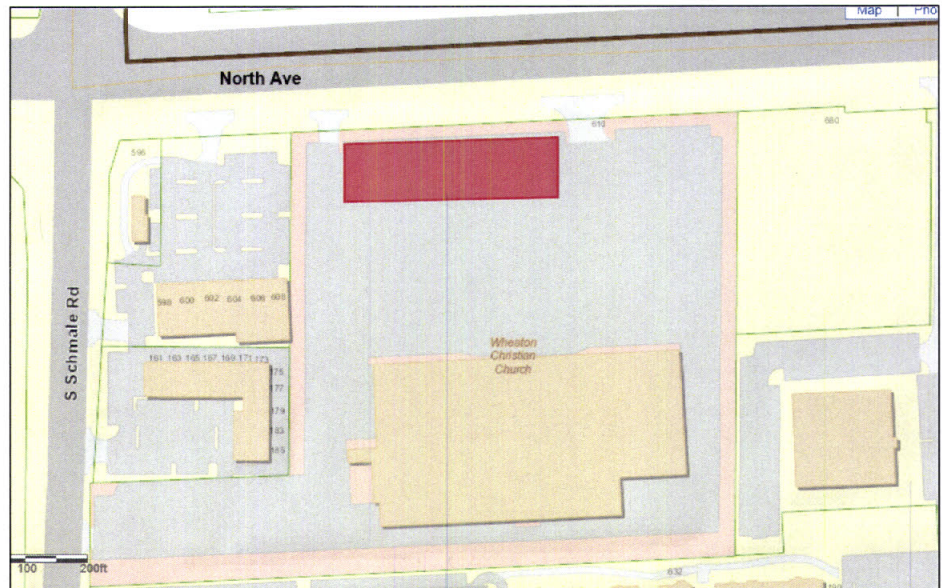 Map | Pho
North Ave
610
680
596
598 600 602 604 606 608
S Schmale Rd
Wheaton
Christian
Church
161 163 165 167 169 171 173
175
177
179
183
185
100 200ft
632